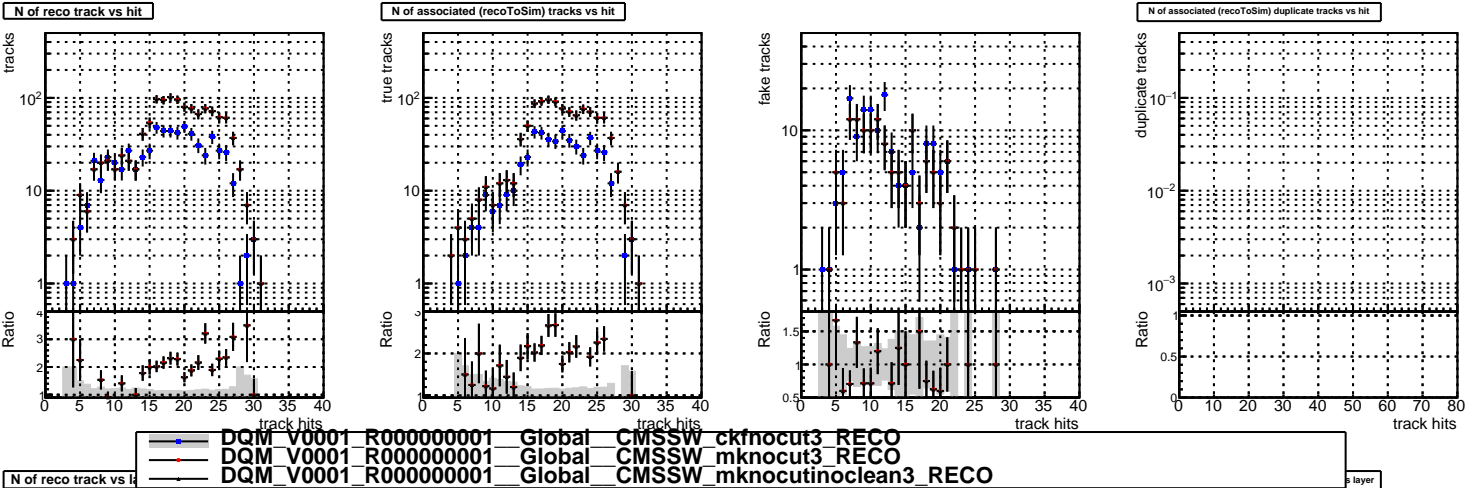 N of reco track vs hit
N of associated (recoToSim) tracks vs hit
N of associated (recoToSim) duplicate tracks vs hit
tracks
10²
10
1
Ratio
4
3
2
1
0 5 10 15 20 25 30 35 40
track hits
true tracks
10²
10
1
Ratio
3
2
1
0 5 10 15 20 25 30 35 40
track hits
fake tracks
10
1
Ratio
1.5
1
0.5
0 5 10 15 20 25 30 35 40
track hits
duplicate tracks
10⁻¹
10⁻²
10⁻³
Ratio
1
0.5
0
0 10 20 30 40 50 60 70 80
track hits
DQM_V0001_R000000001__Global__CMSSW_ckfnocut3_RECO
DQM_V0001_R000000001__Global__CMSSW_mknocut3_RECO
DQM_V0001_R000000001__Global__CMSSW_mknocutinoclean3_RECO
N of reco track vs la
s layer